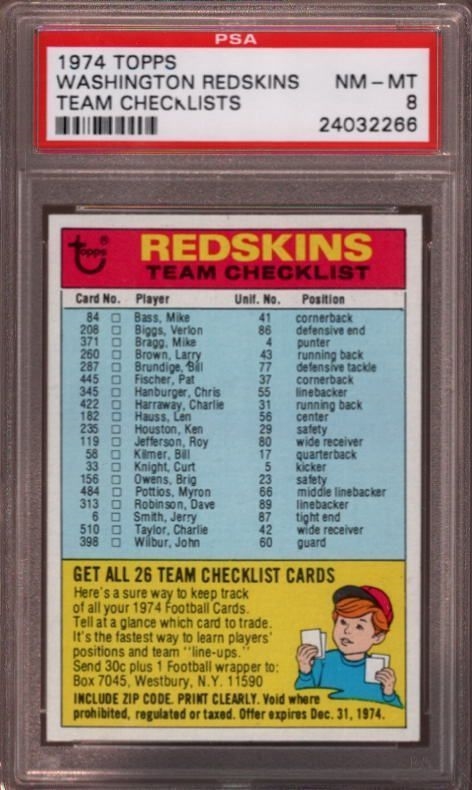 PSA
1974 TOPPS
WASHINGTON REDSKINS NM - MT
TEAM CHECKLISTS 8
24032266
Topps®
REDSKINS
TEAM CHECKLIST
Card No. Player Unif. No. Position
84 □ Bass, Mike 41 cornerback
208 □ Biggs, Verlon 86 defensive end
371 □ Bragg, Mike 4 punter
260 □ Brown, Larry 43 running back
287 □ Brundige, Bill 77 defensive tackle
445 □ Fischer, Pat 37 cornerback
345 □ Hanburger, Chris 55 linebacker
422 □ Harraway, Charlie 31 running back
182 □ Hauss, Len 56 center
235 □ Houston, Ken 29 safety
119 □ Jefferson, Roy 80 wide receiver
58 □ Kilmer, Bill 17 quarterback
33 □ Knight, Curt 5 kicker
156 □ Owens, Brig 23 safety
484 □ Pottios, Myron 66 middle linebacker
313 □ Robinson, Dave 89 linebacker
6 □ Smith, Jerry 87 tight end
510 □ Taylor, Charlie 42 wide receiver
398 □ Wilbur, John 60 guard
GET ALL 26 TEAM CHECKLIST CARDS
Here's a sure way to keep track
of all your 1974 Football Cards.
Tell at a glance which card to trade.
It's the fastest way to learn players'
positions and team "line-ups."
Send 30c plus 1 Football wrapper to:
Box 7045, Westbury, N.Y. 11590
INCLUDE ZIP CODE. PRINT CLEARLY. Void where
prohibited, regulated or taxed. Offer expires Dec. 31, 1974.